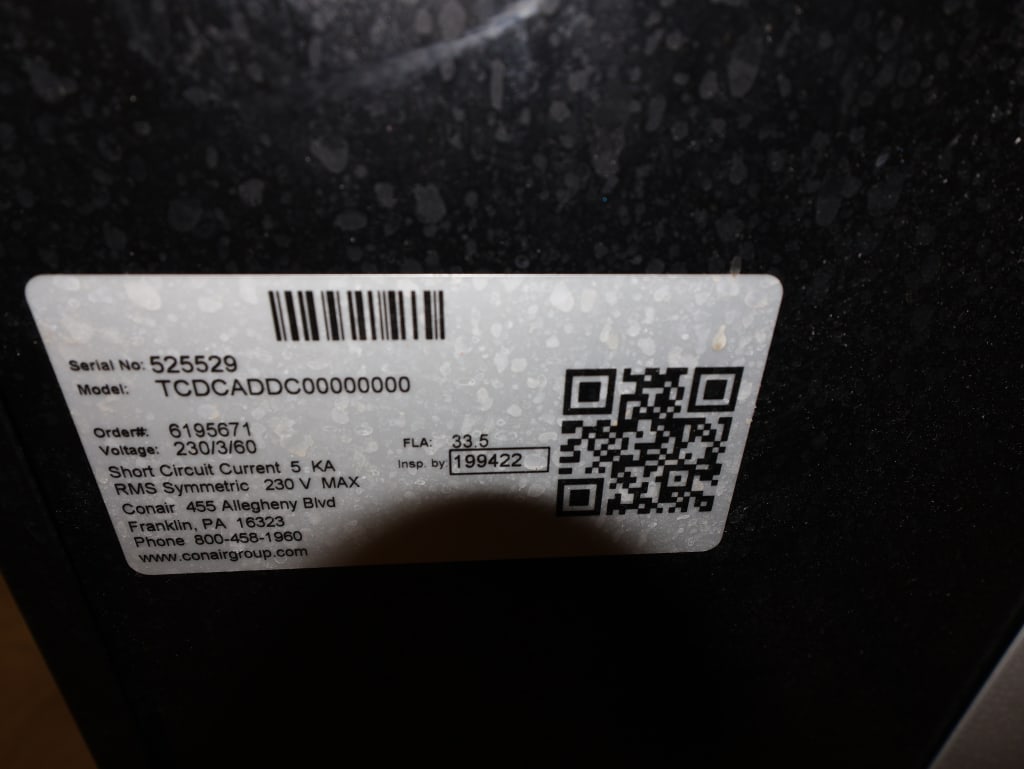 Serial No: 525529
Model: TCDCADDC00000000
Order#: 6195671
Voltage: 230/3/60
FLA: 33.5
Insp. by: 199422
Short Circuit Current 5 KA
RMS Symmetric 230 V MAX
Conair 455 Allegheny Blvd
Franklin, PA 16323
Phone 800-458-1960
www.conairgroup.com